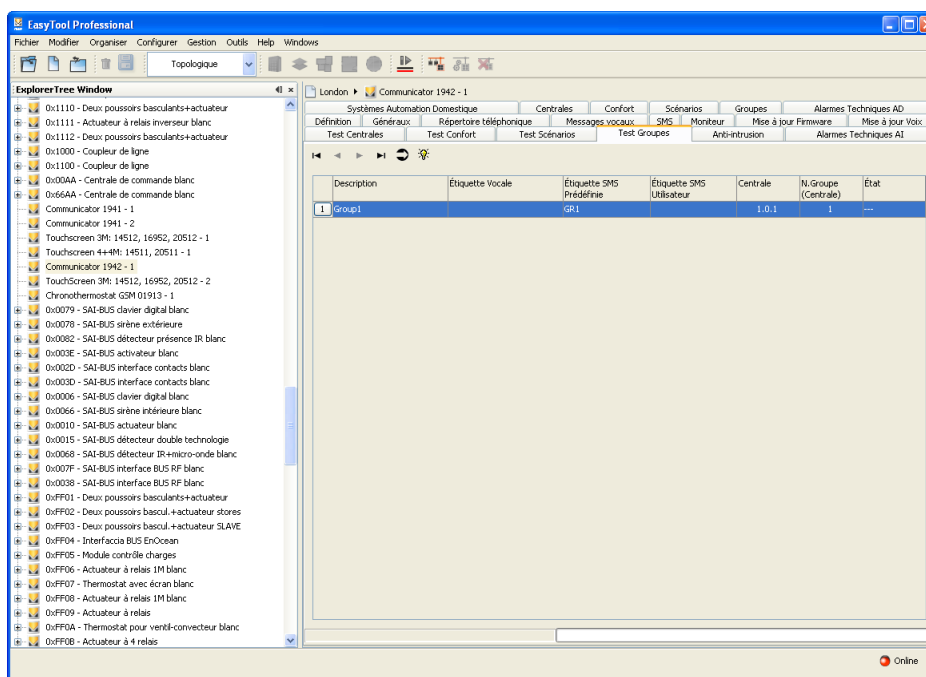 EasyTool Professional
Fichier Modifier Organiser Configurer Gestion Outils Help Windows
Topologique
ExplorerTree Window
0x1110 - Deux poussoirs basculants+actuateur
0x1111 - Actuateur à relais inverseur blanc
0x1112 - Deux poussoirs basculants+actuateur
0x1000 - Coupleur de ligne
0x1100 - Coupleur de ligne
0x00AA - Centrale de commande blanc
0x66AA - Centrale de commande blanc
Communicator 1941 - 1
Communicator 1941 - 2
Touchscreen 3M: 14512, 16952, 20512 - 1
Touchscreen 4+4M: 14511, 20511 - 1
Communicator 1942 - 1
TouchScreen 3M: 14512, 16952, 20512 - 2
Chronothermostat GSM 01913 - 1
0x0079 - SAI-BUS clavier digital blanc
0x0078 - SAI-BUS sirène extérieure
0x0082 - SAI-BUS détecteur présence IR blanc
0x003E - SAI-BUS activateur blanc
0x002D - SAI-BUS interface contacts blanc
0x003D - SAI-BUS interface contacts blanc
0x0006 - SAI-BUS clavier digital blanc
0x0066 - SAI-BUS sirène intérieure blanc
0x0010 - SAI-BUS actuateur blanc
0x0015 - SAI-BUS détecteur double technologie
0x0068 - SAI-BUS détecteur IR+micro-onde blanc
0x007F - SAI-BUS interface BUS RF blanc
0x0038 - SAI-BUS interface BUS RF blanc
0xFF01 - Deux poussoirs basculants+actuateur
0xFF02 - Deux poussoirs bascul.+actuateur stores
0xFF03 - Deux poussoirs bascul.+actuateur SLAVE
0xFF04 - Interfaccia BUS EnOcean
0xFF05 - Module contrôle charges
0xFF06 - Actuateur à relais 1M blanc
0xFF07 - Thermostat avec écran blanc
0xFF08 - Actuateur à relais 1M blanc
0xFF09 - Actuateur à relais
0xFF0A - Thermostat pour ventil-convecteur blanc
0xFF0B - Actuateur à 4 relais
London Communicator 1942 - 1
Systèmes Automation Domestique Centrales Confort Scénarios Groupes Alarmes Techniques AD
Définition Généraux Répertoire téléphonique Messages vocaux SMS Moniteur Mise à jour Firmware Mise à jour Voix
Test Centrales Test Confort Test Scénarios Test Groupes Anti-intrusion Alarmes Techniques AI
Description Étiquette Vocale Étiquette SMS Prédéfinie Étiquette SMS Utilisateur Centrale N.Groupe (Centrale) État
1 Group1 GR1 1.0.1 1 ---
Online